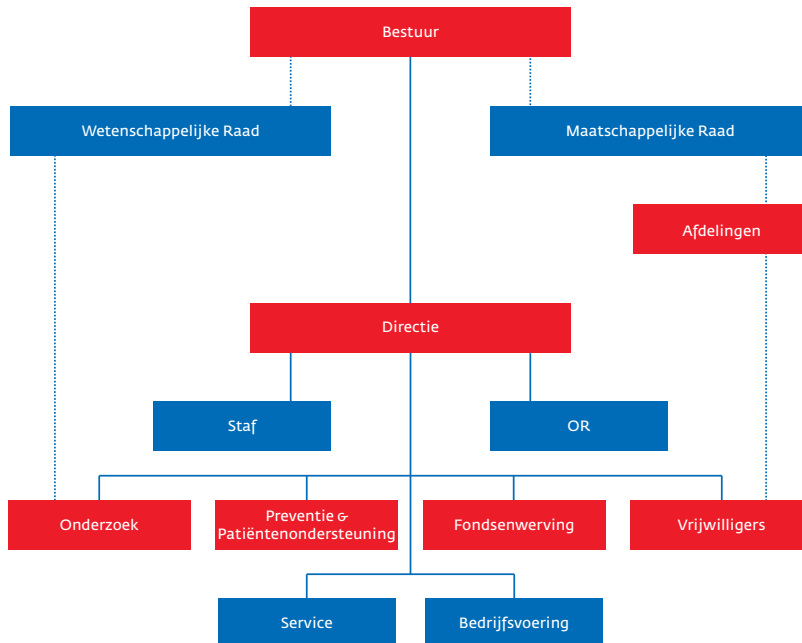 Bestuur
Wetenschappelijke Raad
Maatschappelijke Raad
Afdelingen
Directie
Staf
OR
Onderzoek
Preventie &
Patiëntenondersteuning
Fondsenwerving
Vrijwilligers
Service
Bedrijfsvoering